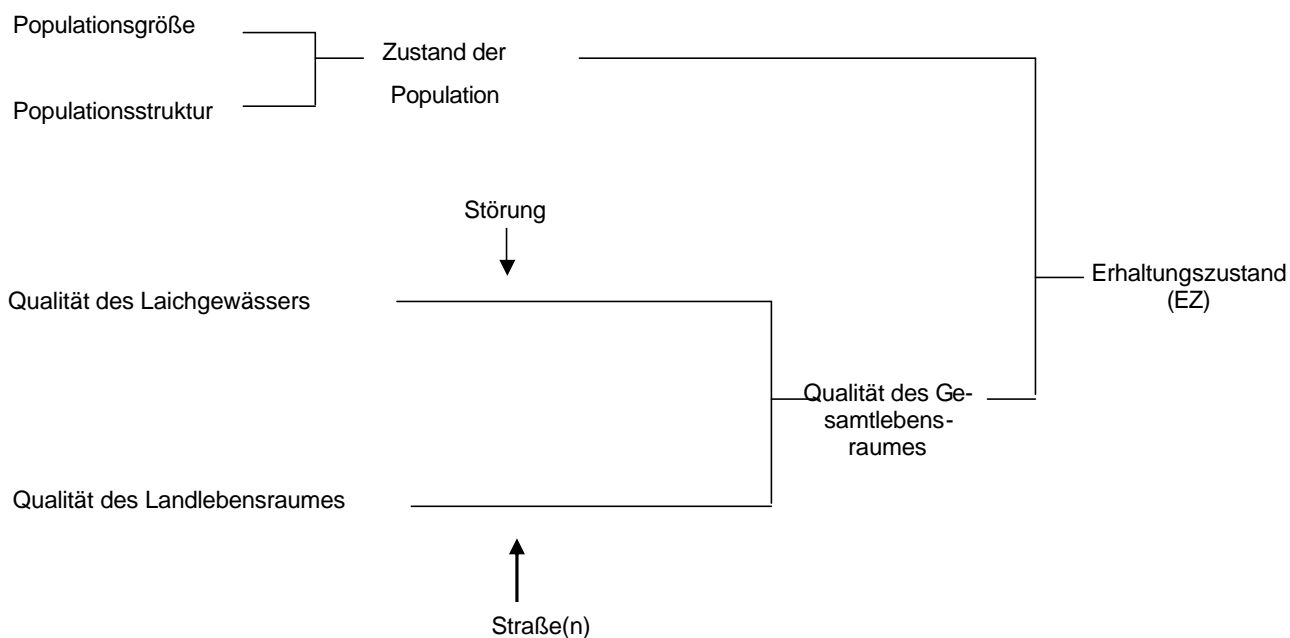 Populationsgröße
Zustand der
Population
Populationsstruktur
Störung
Qualität des Laichgewässers
Erhaltungszustand
(EZ)
Qualität des Ge-
samtlebens-
raumes
Qualität des Landlebensraumes
Straße(n)